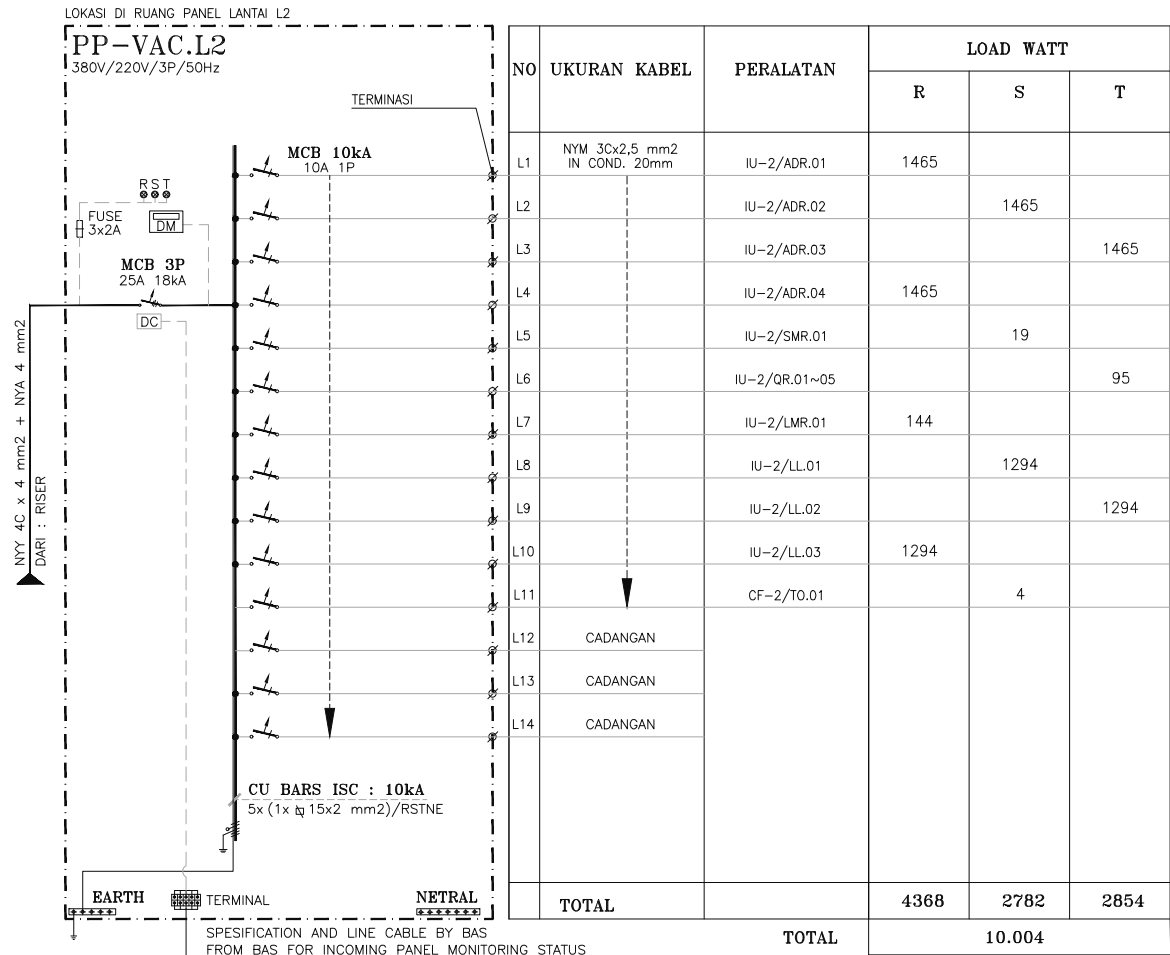 LOKASI DI RUANG PANEL LANTAI L2
PP-VAC.L2
380V/220V/3P/50Hz
TERMINASI
MCB 10kA
10A 1P
R S T
FUSE
3x2A
DM
MCB 3P
25A 18kA
DC
NYY 4C x 4 mm2 + NYA 4 mm2
DARI : RISER
CU BARS ISC : 10kA
5x (1x 15x2 mm2)/RSTNE
EARTH
TERMINAL
NETRAL
SPESIFICATION AND LINE CABLE BY BAS
FROM BAS FOR INCOMING PANEL MONITORING STATUS
NO UKURAN KABEL PERALATAN LOAD WATT
R S T
NYM 3Cx2,5 mm2
IN COND. 20mm
L1 IU-2/ADR.01 1465
L2 IU-2/ADR.02 1465
L3 IU-2/ADR.03 1465
L4 IU-2/ADR.04 1465
L5 IU-2/SMR.01 19
L6 IU-2/QR.01~05 95
L7 IU-2/LMR.01 144
L8 IU-2/LL.01 1294
L9 IU-2/LL.02 1294
L10 IU-2/LL.03 1294
L11 CF-2/TO.01 4
L12 CADANGAN
L13 CADANGAN
L14 CADANGAN
TOTAL 4368 2782 2854
TOTAL 10.004